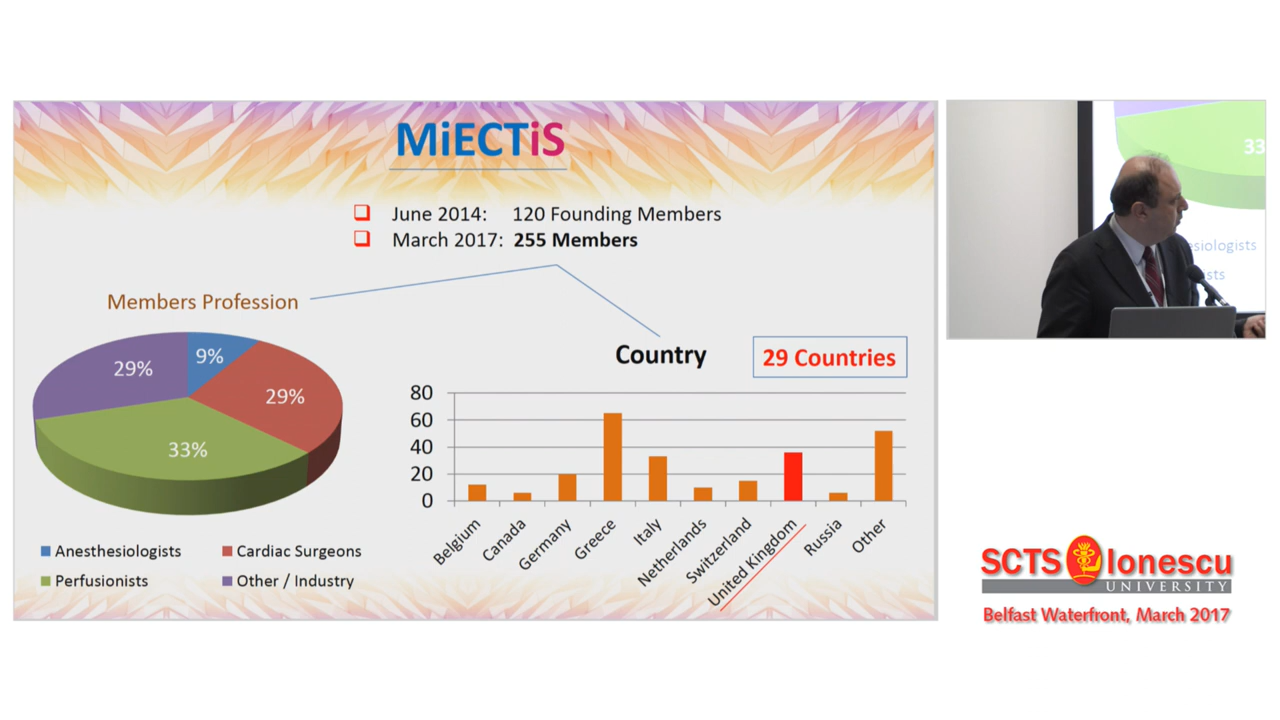 MiECTiS
June 2014: 120 Founding Members
March 2017: 255 Members
Members Profession
9%
29%
29%
33%
Anesthesiologists
Cardiac Surgeons
Perfusionists
Other / Industry
Country
29 Countries
80
60
40
20
0
Belgium
Canada
Germany
Greece
Italy
Netherlands
Switzerland
United Kingdom
Russia
Other
33
esiologists
ists
SCTS Ionescu
UNIVERSITY
Belfast Waterfront, March 2017